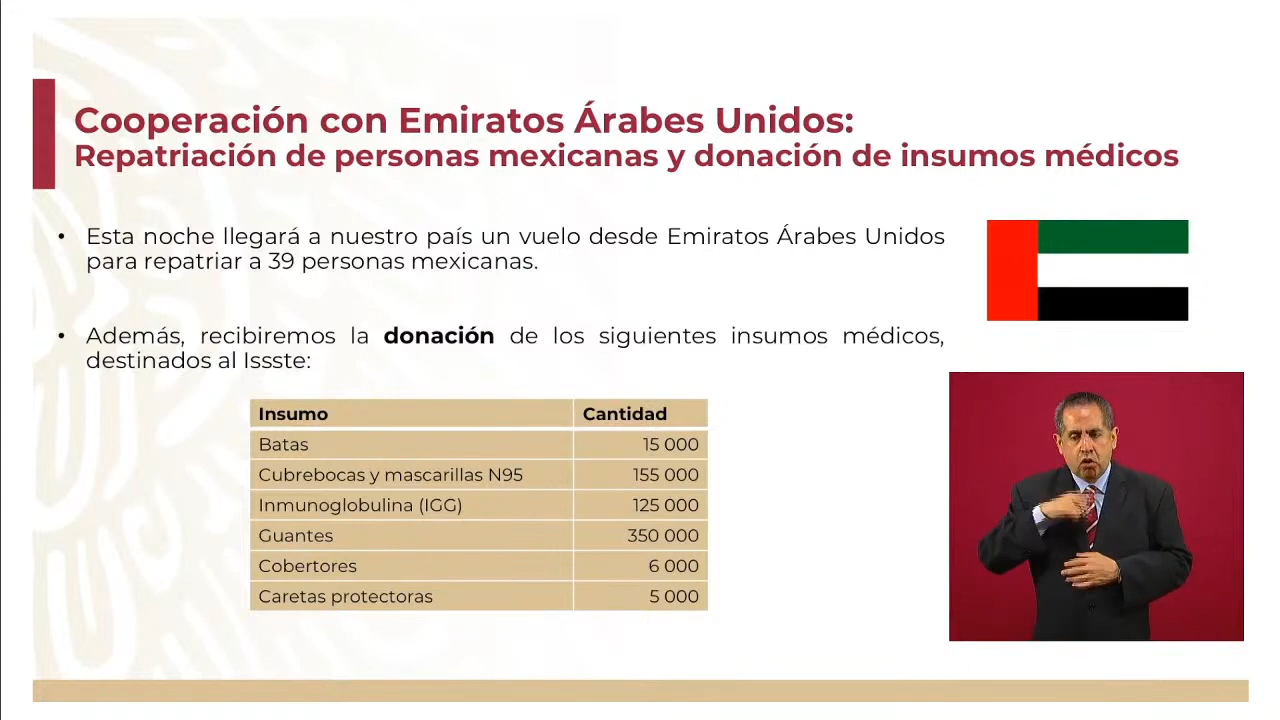 Cooperación con Emiratos Árabes Unidos:
Repatriación de personas mexicanas y donación de insumos médicos
• Esta noche llegará a nuestro país un vuelo desde Emiratos Árabes Unidos
para repatriar a 39 personas mexicanas.
• Además, recibiremos la donación de los siguientes insumos médicos,
destinados al Issste:
Insumo Cantidad
Batas 15 000
Cubrebocas y mascarillas N95 155 000
Inmunoglobulina (IGG) 125 000
Guantes 350 000
Cobertores 6 000
Caretas protectoras 5 000